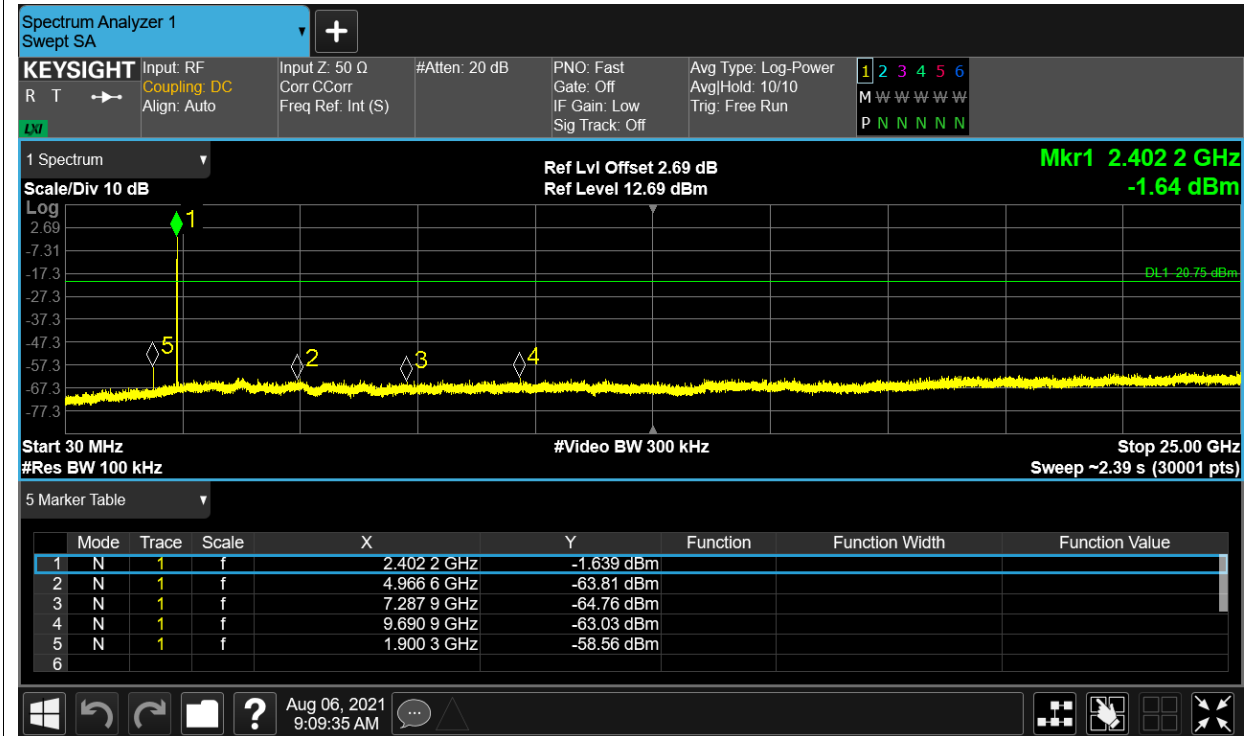 Spectrum Analyzer 1
Swept SA
KEYSIGHT
R T
LXI
Input: RF
Coupling: DC
Align: Auto
Input Z: 50 Ω
Corr CCorr
Freq Ref: Int (S)
#Atten: 20 dB
PNO: Fast
Gate: Off
IF Gain: Low
Sig Track: Off
Avg Type: Log-Power
Avg|Hold: 10/10
Trig: Free Run
1 2 3 4 5 6
M W W W W W
P N N N N N
1 Spectrum
Scale/Div 10 dB
Ref Lvl Offset 2.69 dB
Ref Level 12.69 dBm
Mkr1 2.402 2 GHz
-1.64 dBm
Log
2.69
-7.31
-17.3
-27.3
-37.3
-47.3
-57.3
-67.3
-77.3
1
5
2
3
4
DL1 -20.75 dBm
Start 30 MHz
#Res BW 100 kHz
#Video BW 300 kHz
Stop 25.00 GHz
Sweep ~2.39 s (30001 pts)
5 Marker Table
Mode Trace Scale X Y Function Function Width Function Value
1 N 1 f 2.402 2 GHz -1.639 dBm
2 N 1 f 4.966 6 GHz -63.81 dBm
3 N 1 f 7.287 9 GHz -64.76 dBm
4 N 1 f 9.690 9 GHz -63.03 dBm
5 N 1 f 1.900 3 GHz -58.56 dBm
6
?
Aug 06, 2021
9:09:35 AM